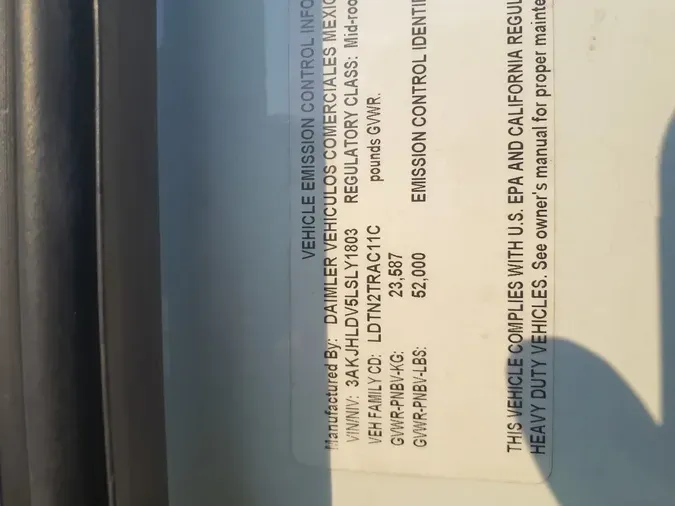 VEHICLE EMISSION CONTROL INFO
Manufactured By: DAIMLER VEHICULOS COMERCIALES MEXIC
VIN/NIV: 3AKJHLDV5LSLY1803 REGULATORY CLASS: Mid-roo
VEH FAMILY CD: LDTN2TRAC11C pounds GVWR.
GVWR-PNBV-KG: 23,587
GVWR-PNBV-LBS: 52,000 EMISSION CONTROL IDENTI
THIS VEHICLE COMPLIES WITH U.S. EPA AND CALIFORNIA REGUL
HEAVY DUTY VEHICLES. See owner's manual for proper mainte